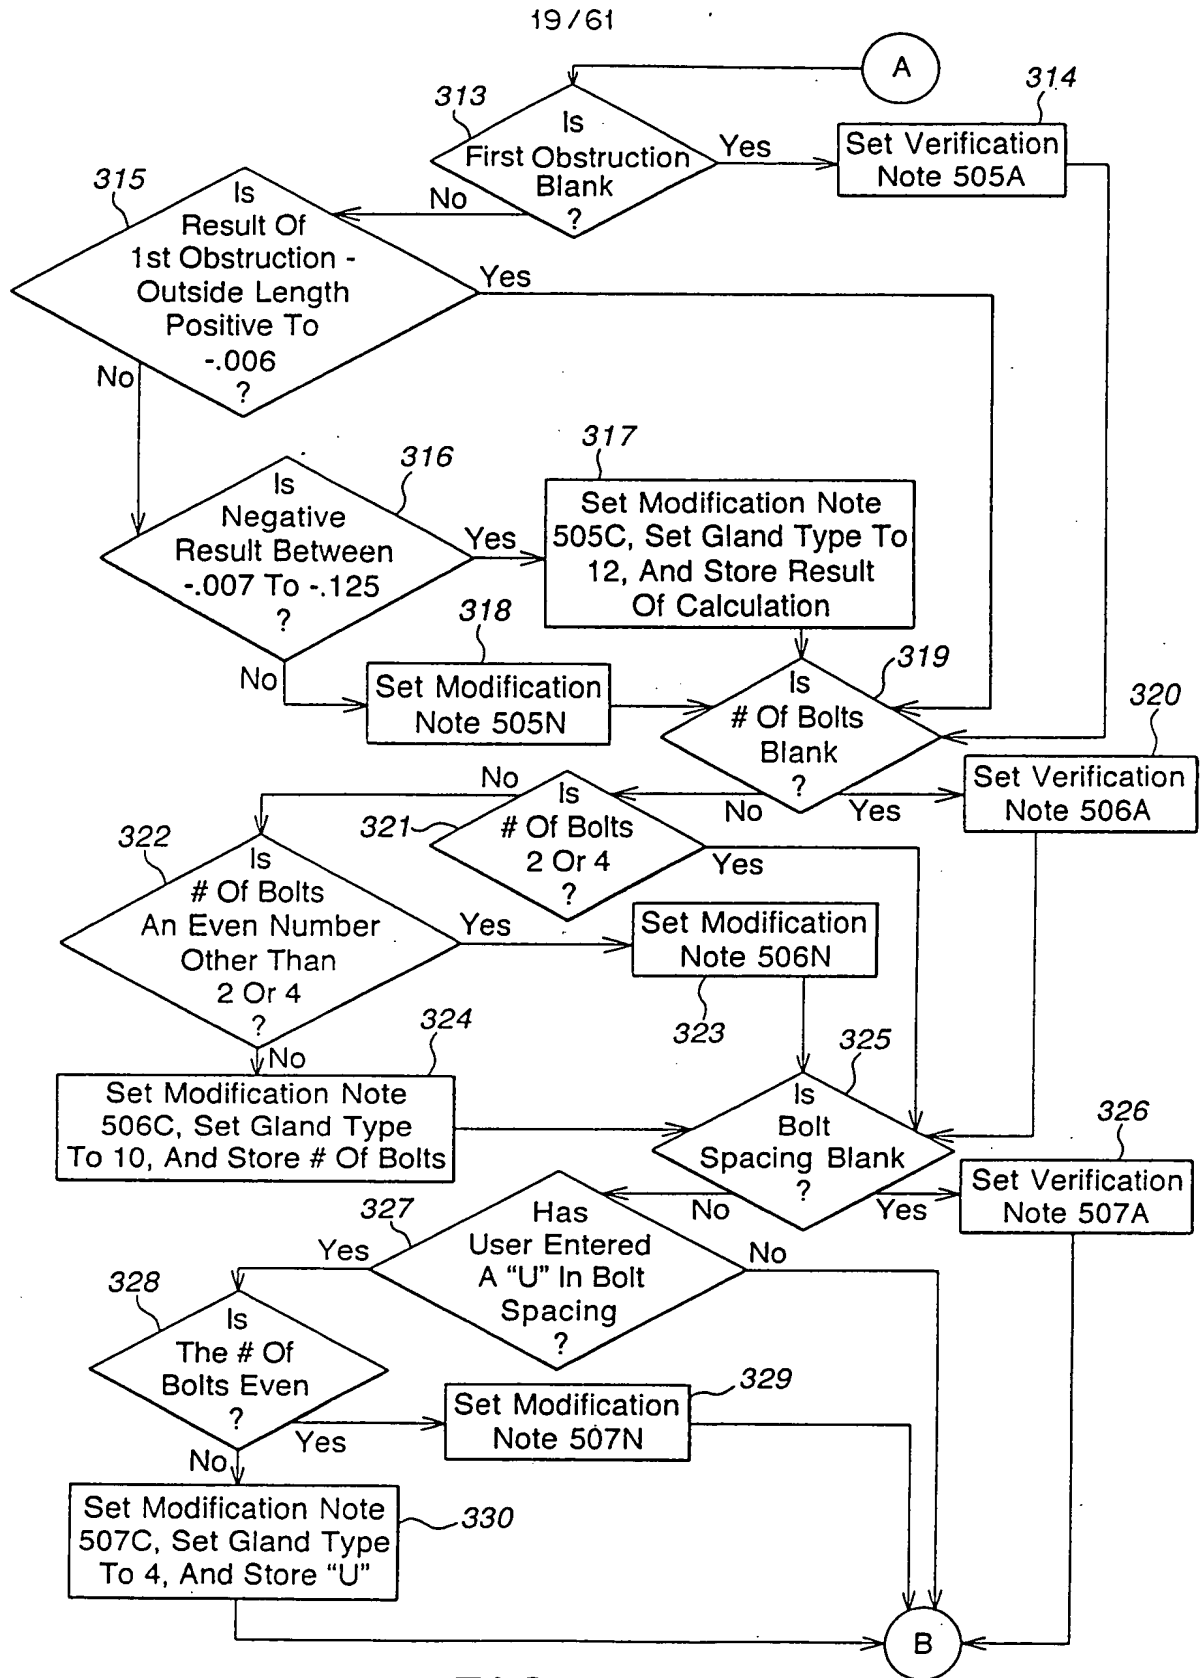 19/61
A
313
Is
First Obstruction
Blank
?
Yes
No
314
Set Verification
Note 505A
315
Is
Result Of
1st Obstruction -
Outside Length
Positive To
-.006
?
Yes
No
316
Is
Negative
Result Between
-.007 To -.125
?
Yes
No
317
Set Modification Note
505C, Set Gland Type To
12, And Store Result
Of Calculation
318
Set Modification
Note 505N
319
Is
# Of Bolts
Blank
?
No
Yes
320
Set Verification
Note 506A
321
Is
# Of Bolts
2 Or 4
?
No
Yes
322
Is
# Of Bolts
An Even Number
Other Than
2 Or 4
?
Yes
No
Set Modification
Note 506N
323
324
Set Modification Note
506C, Set Gland Type
To 10, And Store # Of Bolts
325
Is
Bolt
Spacing Blank
?
No
Yes
326
Set Verification
Note 507A
327
Has
User Entered
A “U” In Bolt
Spacing
?
Yes
No
328
Is
The # Of
Bolts Even
?
Yes
No
329
Set Modification
Note 507N
Set Modification Note
507C, Set Gland Type
To 4, And Store “U”
330
B